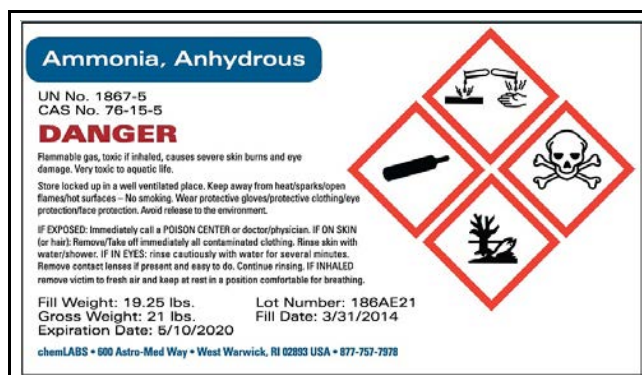 Ammonia, Anhydrous
UN No. 1867-5
CAS No. 76-15-5
DANGER
Flammable gas, toxic if inhaled, causes severe skin burns and eye
damage. Very toxic to aquatic life.
Store locked up in a well ventilated place. Keep away from heat/sparks/open
flames/hot surfaces – No smoking. Wear protective gloves/protective clothing/eye
protection/face protection. Avoid release to the environment.
IF EXPOSED: Immediately call a POISON CENTER or doctor/physician. IF ON SKIN
(or hair): Remove/Take off immediately all contaminated clothing. Rinse skin with
water/shower. IF IN EYES: rinse cautiously with water for several minutes.
Remove contact lenses if present and easy to do. Continue rinsing. IF INHALED
remove victim to fresh air and keep at rest in a position comfortable for breathing.
Fill Weight: 19.25 lbs. Lot Number: 186AE21
Gross Weight: 21 lbs. Fill Date: 3/31/2014
Expiration Date: 5/10/2020
chemLABS • 600 Astro-Med Way • West Warwick, RI 02893 USA • 877-757-7978